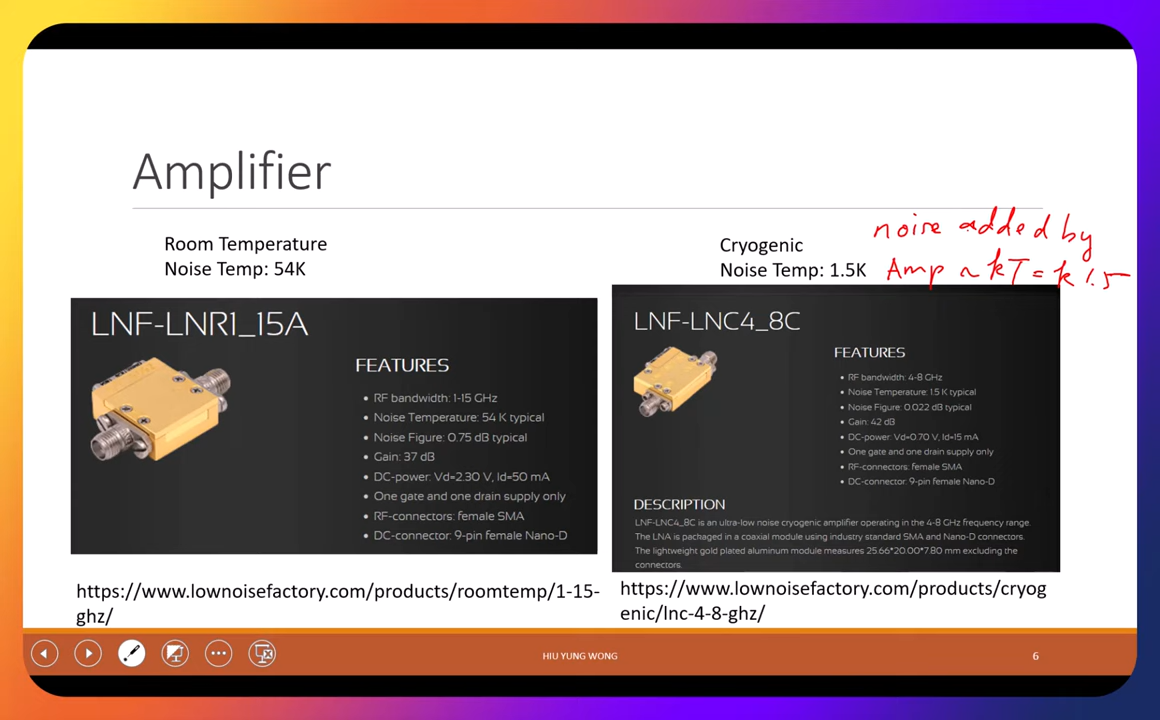 Amplifier
Room Temperature
Noise Temp: 54K
LNF-LNR1_15A
FEATURES
• RF bandwidth: 1-15 GHz
• Noise Temperature: 54 K typical
• Noise Figure: 0.75 dB typical
• Gain: 37 dB
• DC-power: Vd=2.30 V, Id=50 mA
• One gate and one drain supply only
• RF-connectors: female SMA
• DC-connector: 9-pin female Nano-D
https://www.lownoisefactory.com/products/roomtemp/1-15-
ghz/
noise added by
Amp ~ kT = k 1.5
Cryogenic
Noise Temp: 1.5K
LNF-LNC4_8C
FEATURES
• RF bandwidth: 4-8 GHz
• Noise Temperature: 1.5 K typical
• Noise Figure: 0.022 dB typical
• Gain: 42 dB
• DC-power: Vd=0.70 V, Id=15 mA
• One gate and one drain supply only
• RF-connectors: female SMA
• DC-connector: 9-pin female Nano-D
DESCRIPTION
LNF-LNC4_8C is an ultra-low noise cryogenic amplifier operating in the 4-8 GHz frequency range.
The LNA is packaged in a coaxial module using industry standard SMA and Nano-D connectors.
The lightweight gold plated aluminum module measures 25.66*20.00*7.80 mm excluding the
connectors.
https://www.lownoisefactory.com/products/cryog
enic/lnc-4-8-ghz/
HIU YUNG WONG
6